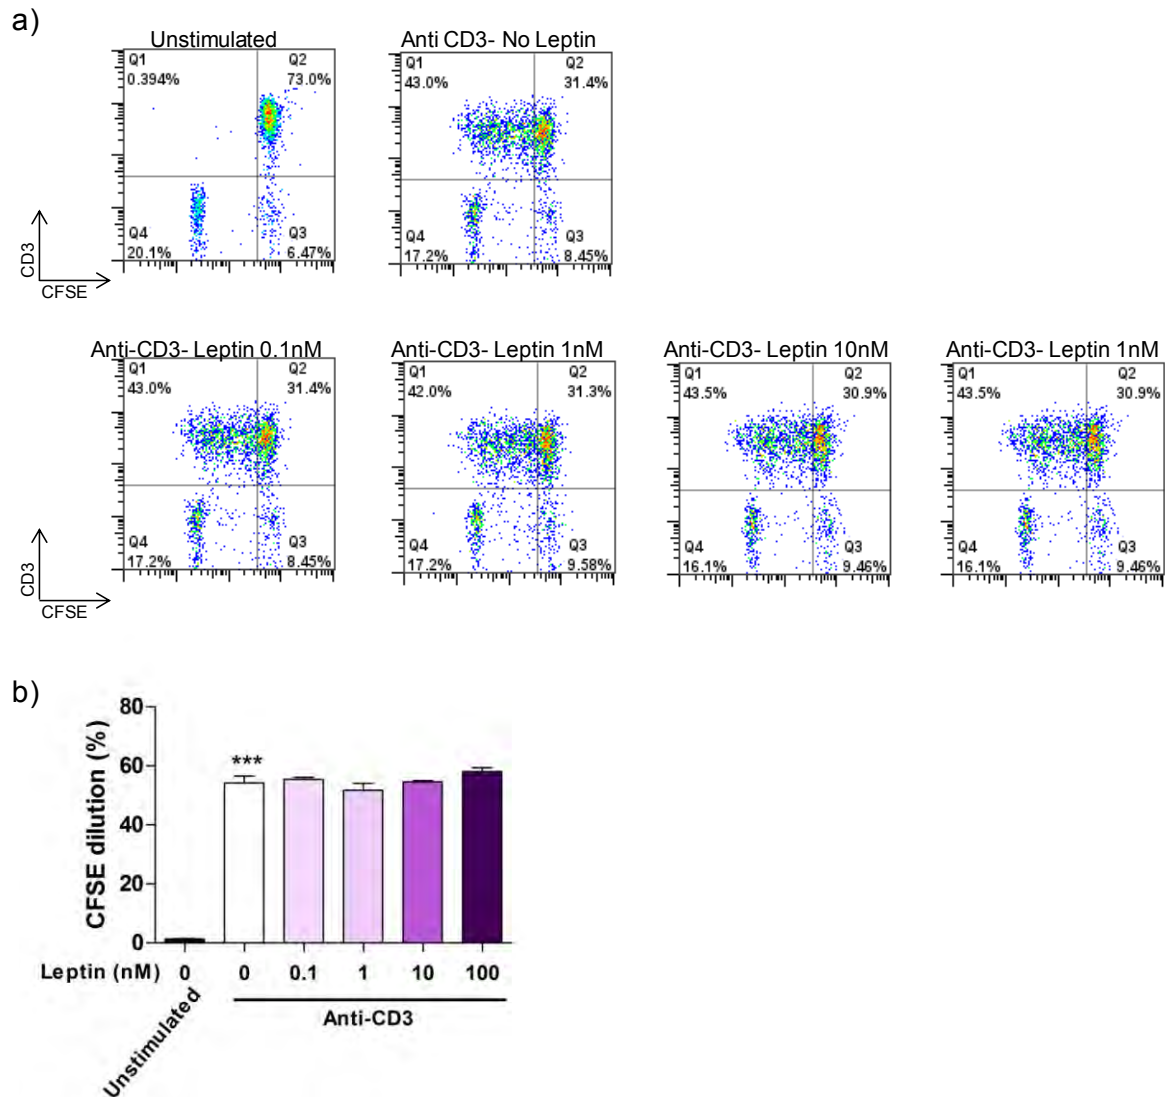 a)
Unstimulated
Q1
0.394%
Q2
73.0%
Q4
20.1%
Q3
6.47%
Anti CD3- No Leptin
Q1
43.0%
Q2
31.4%
Q4
17.2%
Q3
8.45%
CD3
CFSE
Anti-CD3- Leptin 0.1nM
Q1
43.0%
Q2
31.4%
Q4
17.2%
Q3
8.45%
Anti-CD3- Leptin 1nM
Q1
42.0%
Q2
31.3%
Q4
17.2%
Q3
9.58%
Anti-CD3- Leptin 10nM
Q1
43.5%
Q2
30.9%
Q4
16.1%
Q3
9.46%
Anti-CD3- Leptin 1nM
Q1
43.5%
Q2
30.9%
Q4
16.1%
Q3
9.46%
CD3
CFSE
b)
CFSE dilution (%)
80
60
40
20
0
***
Leptin (nM) 0 0 0.1 1 10 100
Unstimulated
Anti-CD3